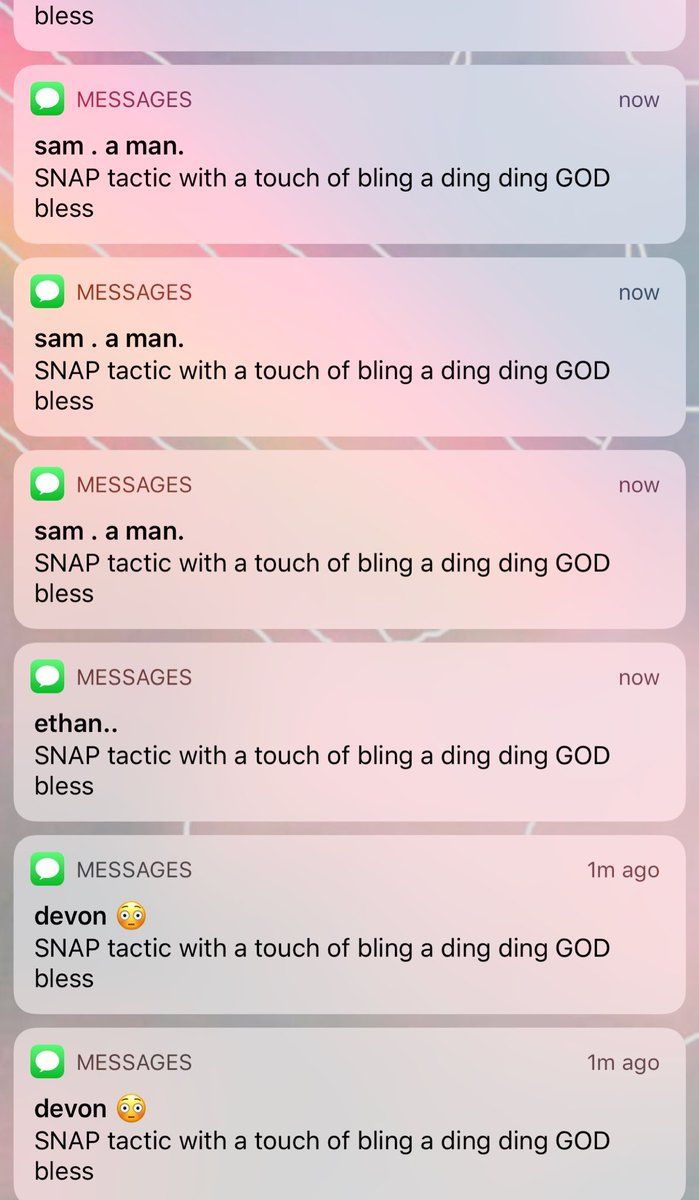 bless
MESSAGES now
sam . a man.
SNAP tactic with a touch of bling a ding ding GOD
bless
MESSAGES now
sam . a man.
SNAP tactic with a touch of bling a ding ding GOD
bless
MESSAGES now
sam . a man.
SNAP tactic with a touch of bling a ding ding GOD
bless
MESSAGES now
ethan..
SNAP tactic with a touch of bling a ding ding GOD
bless
MESSAGES 1m ago
devon 😳
SNAP tactic with a touch of bling a ding ding GOD
bless
MESSAGES 1m ago
devon 😳
SNAP tactic with a touch of bling a ding ding GOD
bless